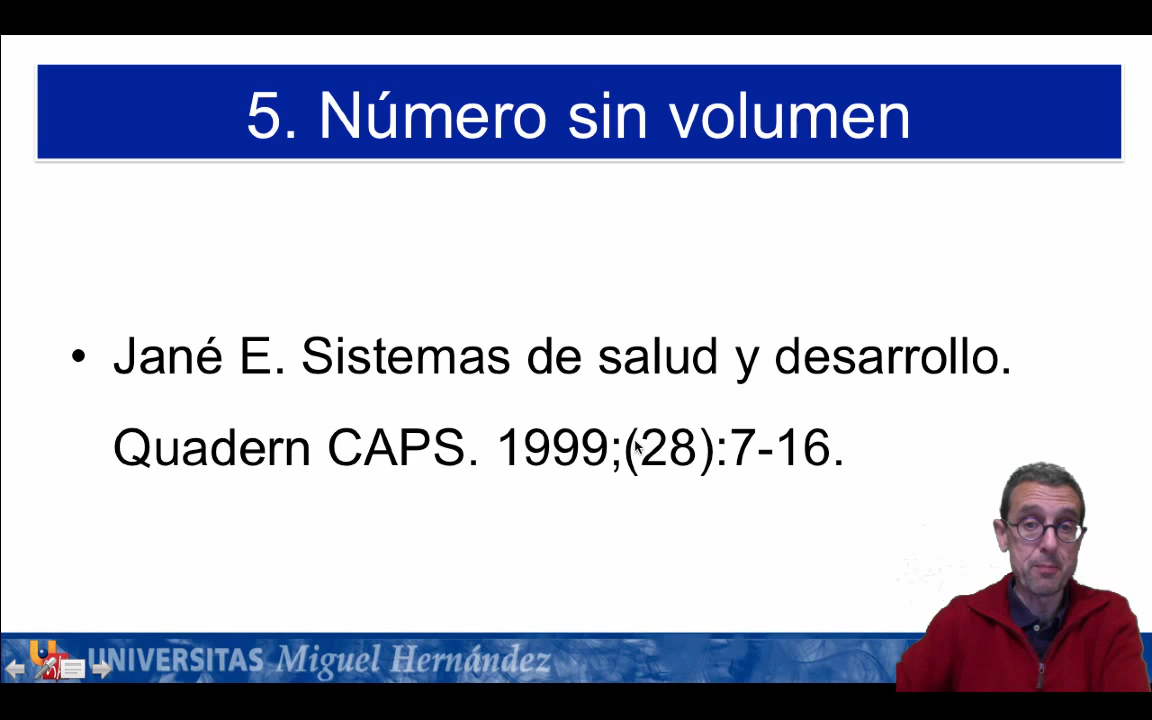 5. Número sin volumen
• Jané E. Sistemas de salud y desarrollo.
Quadern CAPS. 1999;(28):7-16.
UNIVERSITAS Miguel Hernández